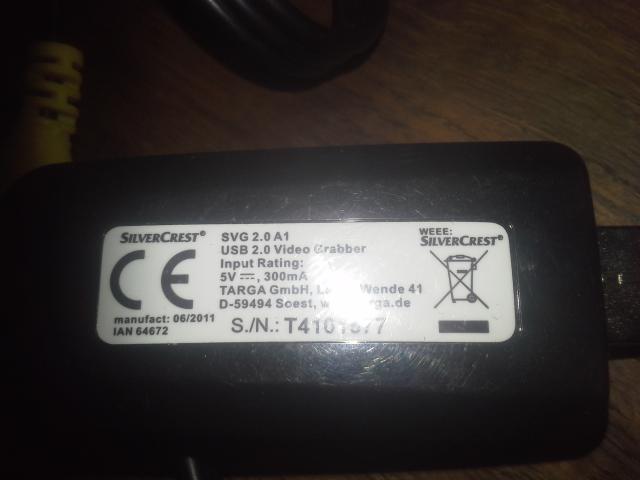 SILVERCREST®
SVG 2.0 A1
USB 2.0 Video Grabber
Input Rating:
5V ⎓, 300mA
TARGA GmbH, Wende 41
D-59494 Soest,
manufact: 06/2011
IAN 64672
S./N.:
WEEE:
SILVERCREST®